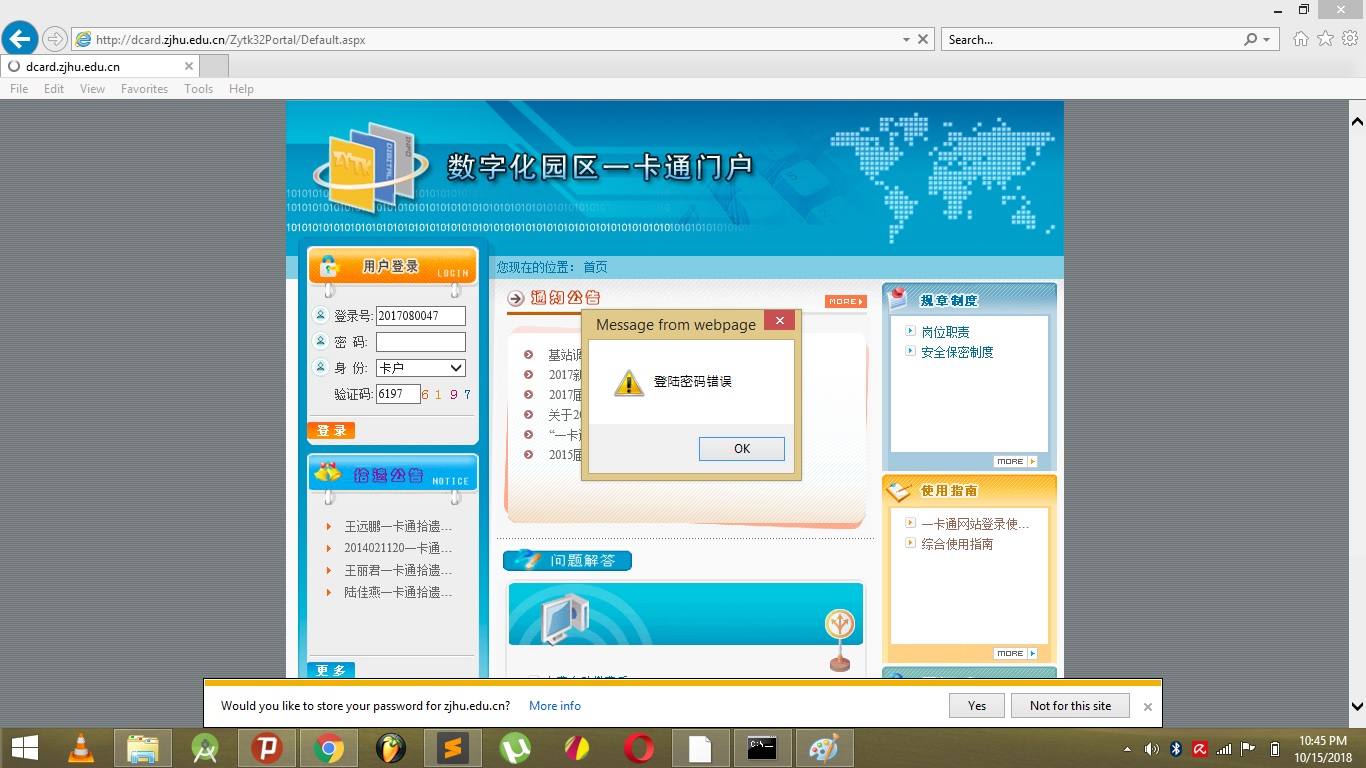 http://dcard.zjhu.edu.cn/Zytk32Portal/Default.aspx
Search...
dcard.zjhu.edu.cn
File Edit View Favorites Tools Help
ZYTK DIGITAL INFO
数字化园区一卡通门户
10101010101010101010101010101010101010101010101010
用户登录 LOGIN
登录号: 2017080047
密 码:
身 份: 卡户
验证码: 6197 6 1 9 7
登 录
拾遗公告 NOTICE
王远鹏一卡通拾遗...
2014021120一卡通...
王丽君一卡通拾遗...
陆佳燕一卡通拾遗...
更 多
您现在的位置： 首页
通知公告 MORE
基站调
2017新
2017届
关于20
“一卡通
2015届
Message from webpage
登陆密码错误
OK
问题解答
规章制度
岗位职责
安全保密制度
MORE
使用指南
一卡通网站登录使...
综合使用指南
MORE
Would you like to store your password for zjhu.edu.cn? More info Yes Not for this site
10:45 PM
10/15/2018